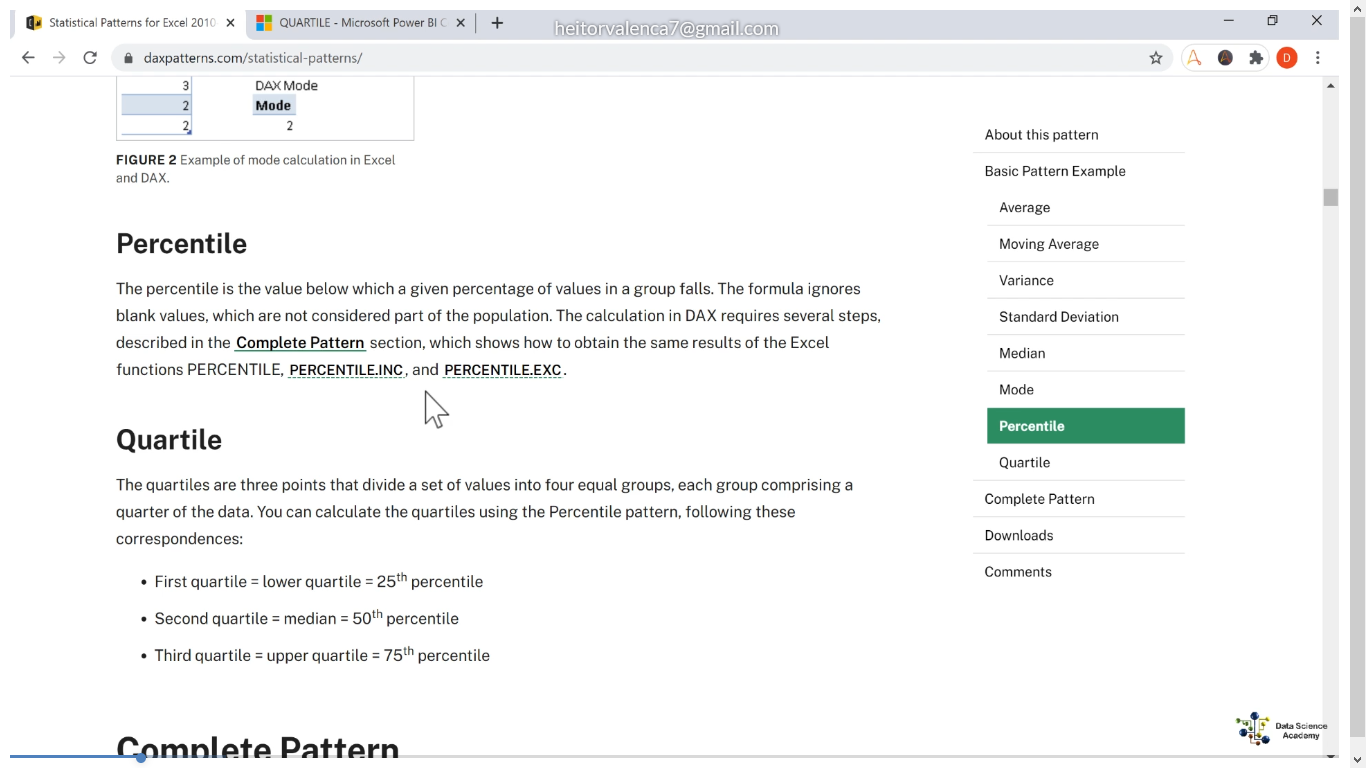 Statistical Patterns for Excel 2010
QUARTILE - Microsoft Power BI C
heitorvalenca7@gmail.com
daxpatterns.com/statistical-patterns/
D
3
DAX Mode
2
Mode
2
2
FIGURE 2 Example of mode calculation in Excel
and DAX.
Percentile
The percentile is the value below which a given percentage of values in a group falls. The formula ignores
blank values, which are not considered part of the population. The calculation in DAX requires several steps,
described in the Complete Pattern section, which shows how to obtain the same results of the Excel
functions PERCENTILE, PERCENTILE.INC, and PERCENTILE.EXC.
Quartile
The quartiles are three points that divide a set of values into four equal groups, each group comprising a
quarter of the data. You can calculate the quartiles using the Percentile pattern, following these
correspondences:
• First quartile = lower quartile = 25th percentile
• Second quartile = median = 50th percentile
• Third quartile = upper quartile = 75th percentile
Complete Pattern
About this pattern
Basic Pattern Example
Average
Moving Average
Variance
Standard Deviation
Median
Mode
Percentile
Quartile
Complete Pattern
Downloads
Comments
Data Science
Academy